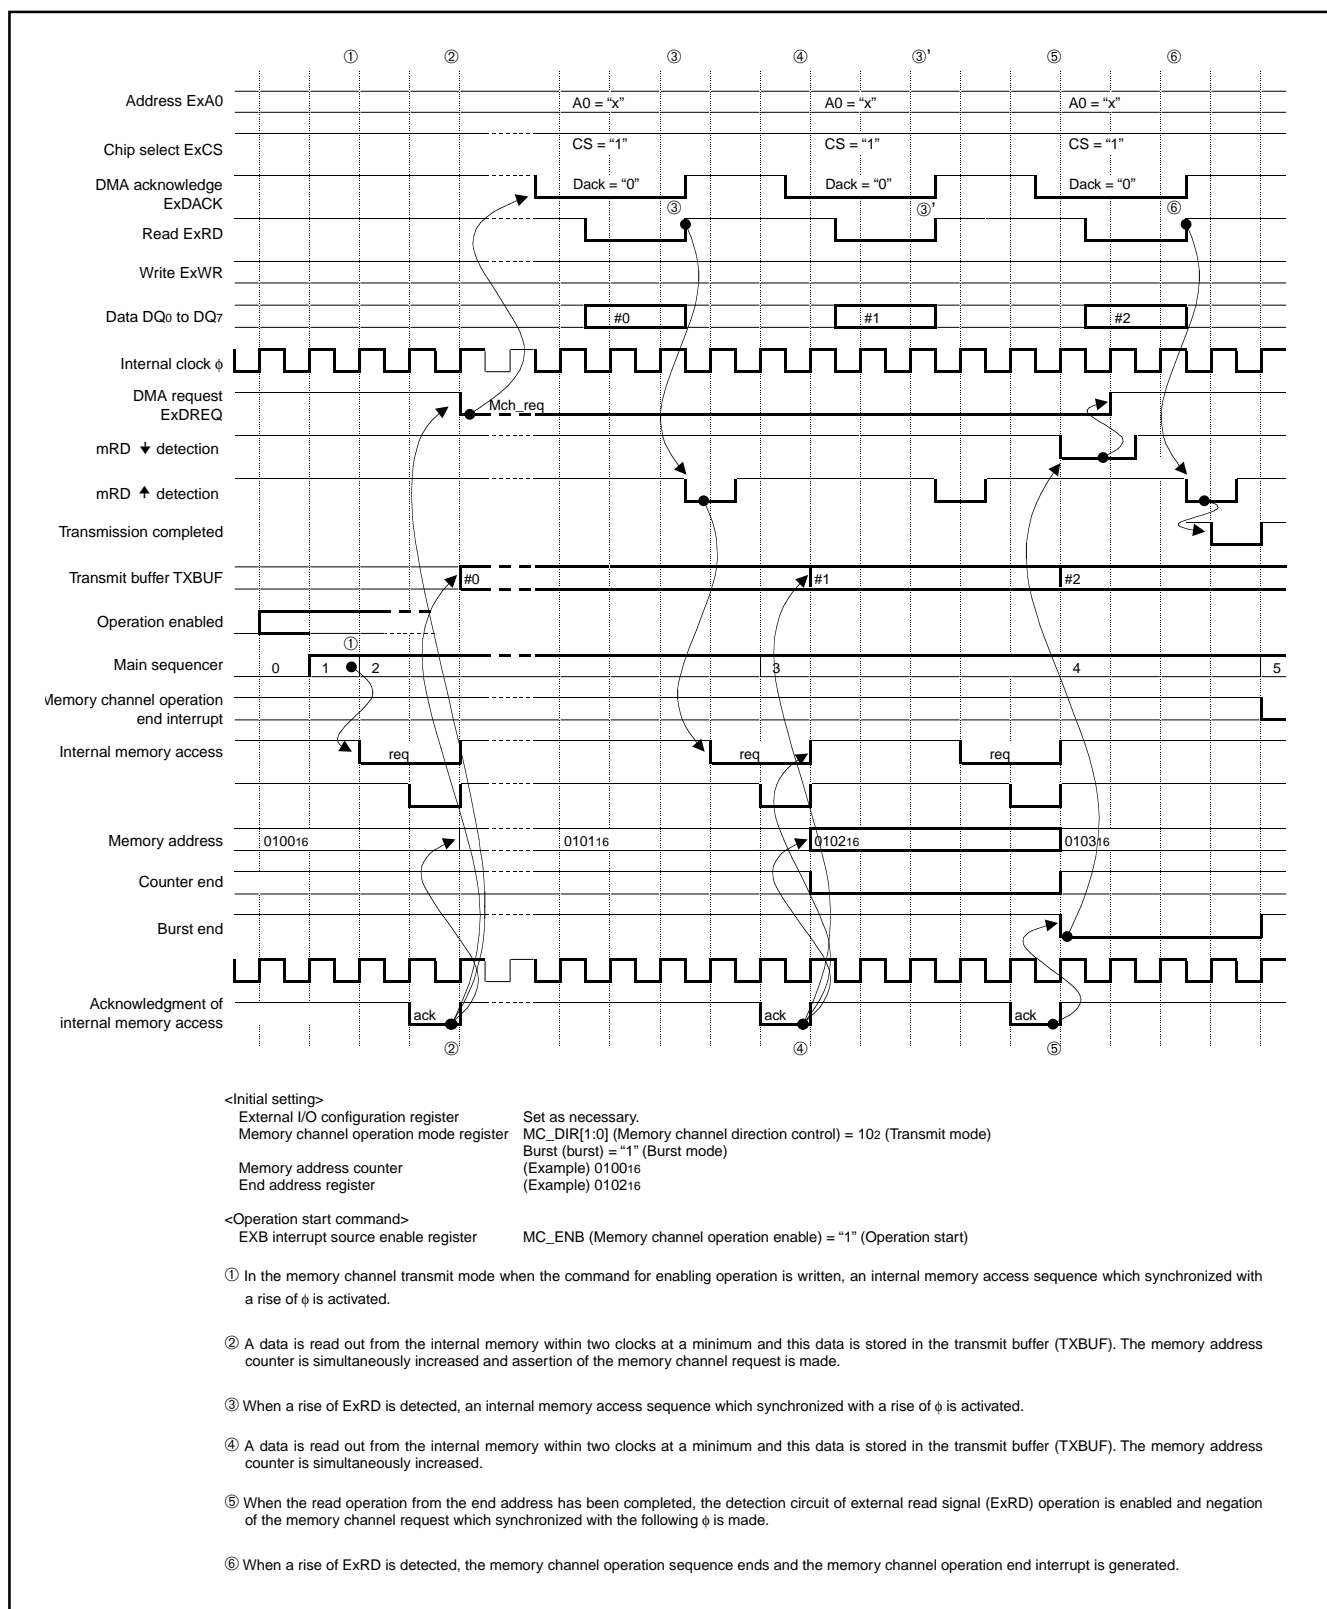 ① ② ③ ④ ③’ ⑤ ⑥
Address ExA0 A0 = “x” A0 = “x” A0 = “x”
Chip select ExCS CS = “1” CS = “1” CS = “1”
DMA acknowledge
ExDACK Dack = “0” Dack = “0” Dack = “0”
③ ③’ ⑥
Read ExRD
Write ExWR
Data DQ0 to DQ7 #0 #1 #2
Internal clock ϕ
DMA request
ExDREQ Mch_req
mRD ↓ detection
mRD ↑ detection
Transmission completed
Transmit buffer TXBUF #0 #1 #2
Operation enabled
①
Main sequencer 0 1 2 3 4 5
Memory channel operation
end interrupt
Internal memory access req req req
Memory address 010016 010116 010216 010316
Counter end
Burst end
Acknowledgment of
internal memory access ack ack ack
② ④ ⑤
<Initial setting>
External I/O configuration register Set as necessary.
Memory channel operation mode register MC_DIR[1:0] (Memory channel direction control) = 102 (Transmit mode)
Burst (burst) = “1” (Burst mode)
Memory address counter (Example) 010016
End address register (Example) 010216
<Operation start command>
EXB interrupt source enable register MC_ENB (Memory channel operation enable) = “1” (Operation start)
① In the memory channel transmit mode when the command for enabling operation is written, an internal memory access sequence which synchronized with
a rise of ϕ is activated.
② A data is read out from the internal memory within two clocks at a minimum and this data is stored in the transmit buffer (TXBUF). The memory address
counter is simultaneously increased and assertion of the memory channel request is made.
③ When a rise of ExRD is detected, an internal memory access sequence which synchronized with a rise of ϕ is activated.
④ A data is read out from the internal memory within two clocks at a minimum and this data is stored in the transmit buffer (TXBUF). The memory address
counter is simultaneously increased.
⑤ When the read operation from the end address has been completed, the detection circuit of external read signal (ExRD) operation is enabled and negation
of the memory channel request which synchronized with the following ϕ is made.
⑥ When a rise of ExRD is detected, the memory channel operation sequence ends and the memory channel operation end interrupt is generated.